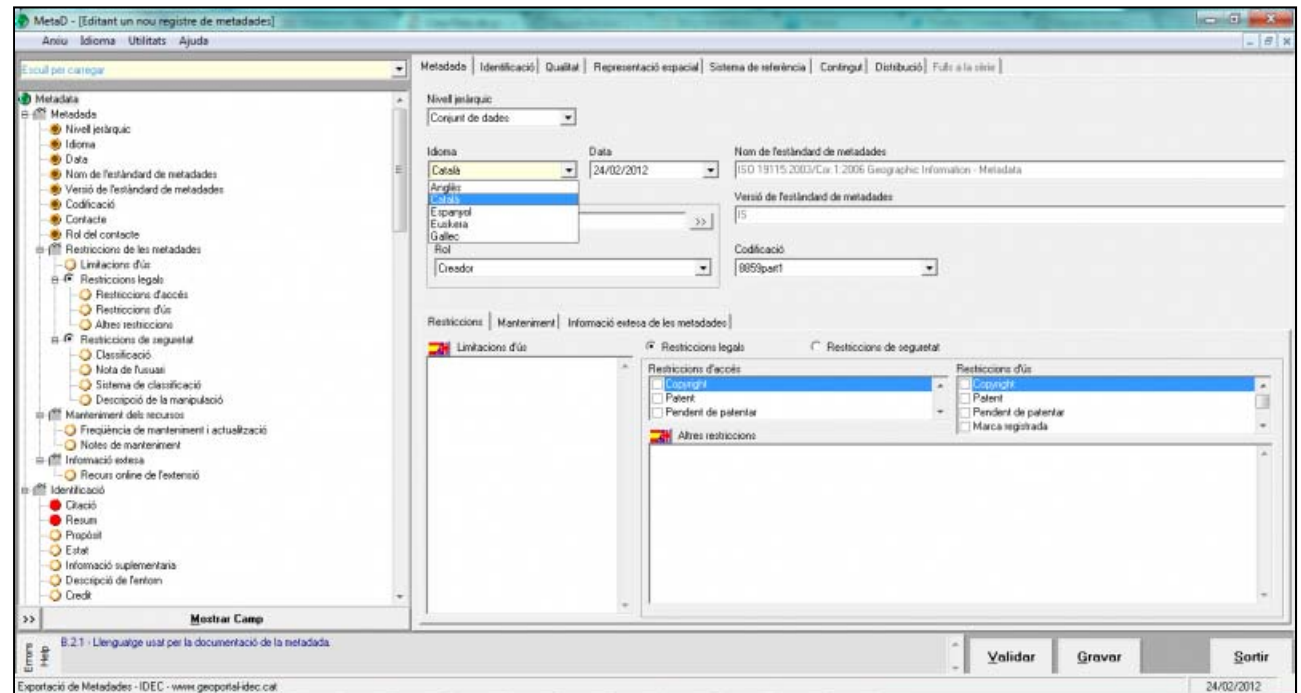 MetaD - [Editant un nou registre de metadades]
Arxiu Idioma Utilitats Ajuda
Escull per carregar
Metadata
Metadada
Nivell jeràrquic
Idioma
Data
Nom de l'estàndard de metadades
Versió de l'estàndard de metadades
Codificació
Contacte
Rol del contacte
Restriccions de les metadades
Limitacions d'ús
Restriccions legals
Restriccions d'accés
Restriccions d'ús
Altres restriccions
Restriccions de seguretat
Classificació
Nota de l'usuari
Sistema de classificació
Descripció de la manipulació
Manteniment dels recursos
Freqüència de manteniment i actualització
Notes de manteniment
Informació extesa
Recurs online de l'extensió
Identificació
Citació
Resum
Propòsit
Estat
Informació suplementaria
Descripció de l'entorn
Credit
>> Mostrar Camp
Metadada Identificació Qualitat Representació espacial Sistema de referència Contingut Distribució Fulls a la sèrie
Nivell jeràrquic
Conjunt de dades
Idioma Data Nom de l'estàndard de metadades
Català 24/02/2012 ISO 19115:2003/Cor.1:2006 Geographic Information - Metadata
Anglès
Català
Espanyol
Euskera
Gallec
>>
Versió de l'estàndard de metadades
IS
Rol Codificació
Creador 8859part1
Restriccions Manteniment Informació extesa de les metadades
Limitacions d'ús Restriccions legals Restriccions de seguretat
Restriccions d'accés
Copyright
Patent
Pendent de patentar
Restriccions d'ús
Copyright
Patent
Pendent de patentar
Marca registrada
Altres restriccions
Errors
Help
B.2.1 - Llenguatge usat per la documentació de la metadada.
Validar Gravar Sortir
Exportació de Metadades - IDEC - www.geoportal-idec.cat 24/02/2012